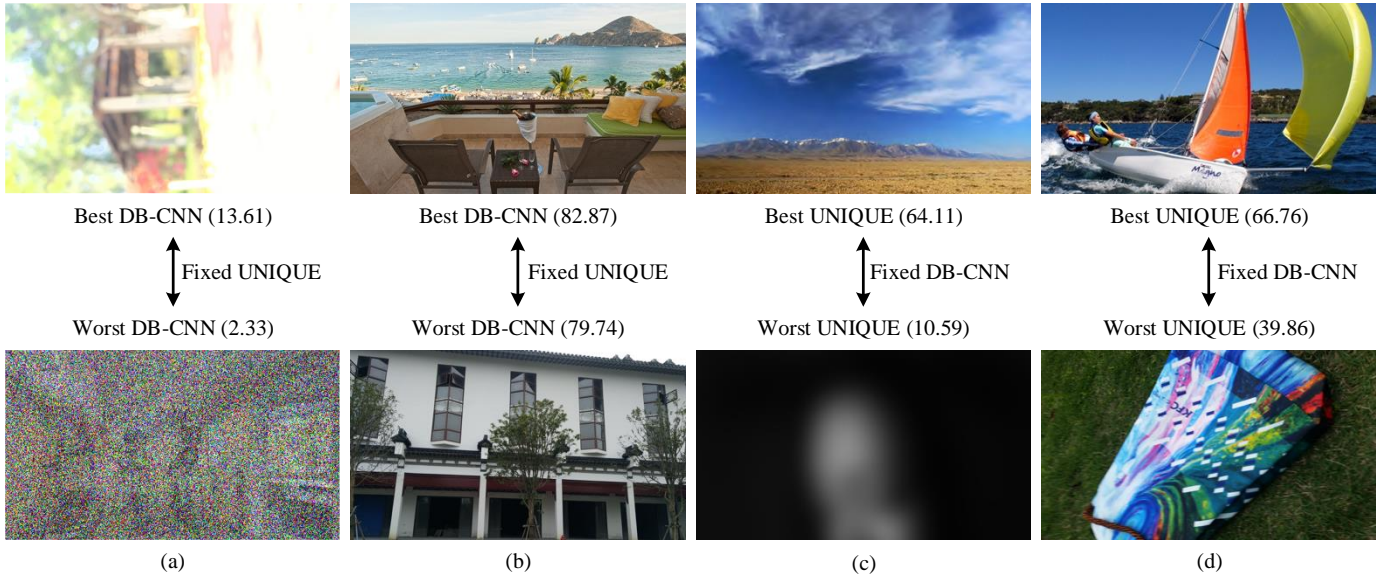 Magno
Best DB-CNN (13.61)
Best DB-CNN (82.87)
Best UNIQUE (64.11)
Best UNIQUE (66.76)
Fixed UNIQUE
Fixed UNIQUE
Fixed DB-CNN
Fixed DB-CNN
Worst DB-CNN (2.33)
Worst DB-CNN (79.74)
Worst UNIQUE (10.59)
Worst UNIQUE (39.86)
KFC
(a)
(b)
(c)
(d)